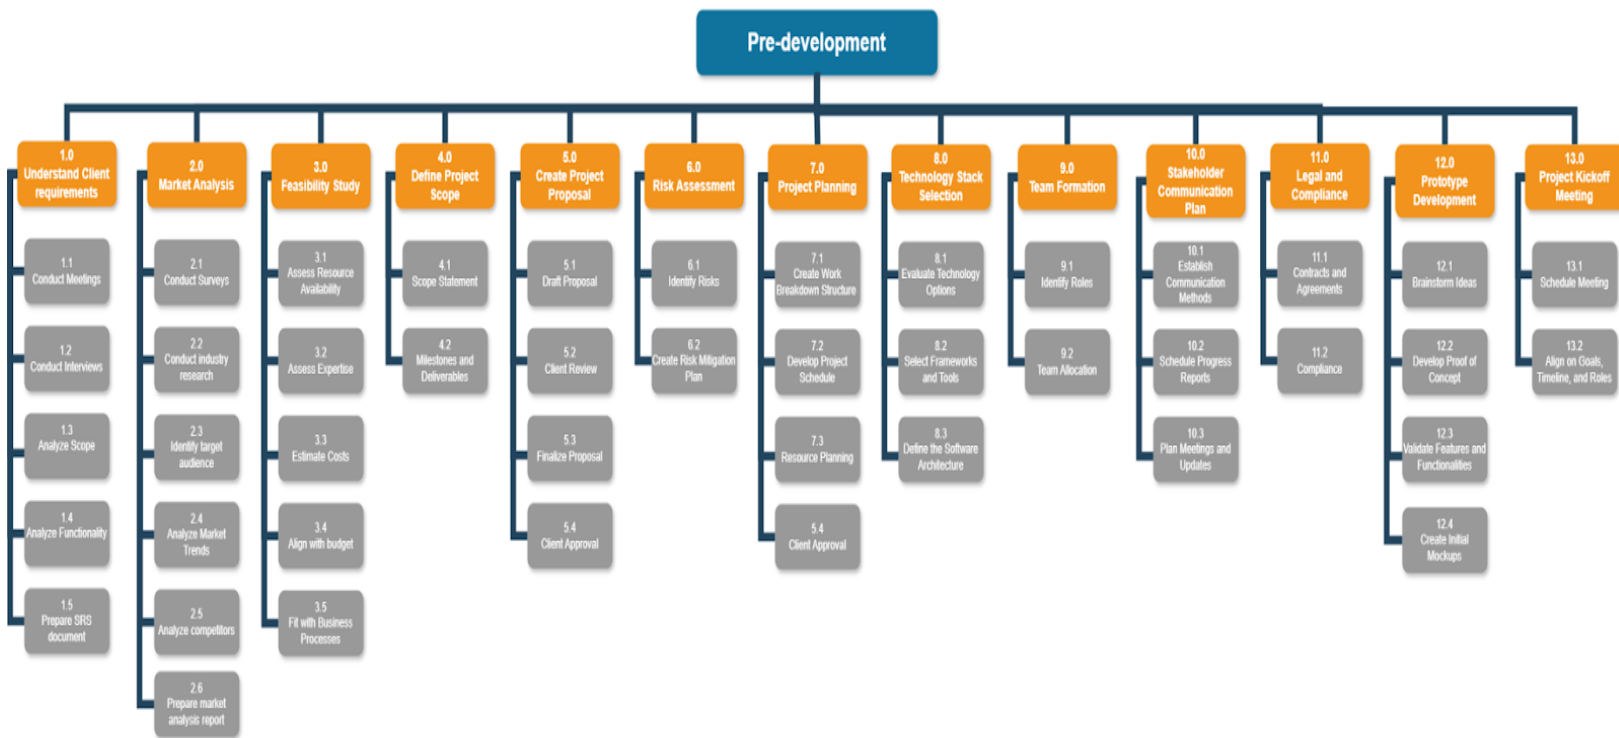 Pre-development
1.0
Understand Client
requirements
1.1
Conduct Meetings
1.2
Conduct Interviews
1.3
Analyze Scope
1.4
Analyze Functionality
1.5
Prepare SRS
document
2.0
Market Analysis
2.1
Conduct Surveys
2.2
Conduct industry
research
2.3
Identify target
audience
2.4
Analyze Market
Trends
2.5
Analyze competitors
2.6
Prepare market
analysis report
3.0
Feasibility Study
3.1
Assess Resource
Availability
3.2
Assess Expertise
3.3
Estimate Costs
3.4
Align with budget
3.5
Fit with Business
Processes
4.0
Define Project
Scope
4.1
Scope Statement
4.2
Milestones and
Deliverables
5.0
Create Project
Proposal
5.1
Draft Proposal
5.2
Client Review
5.3
Finalize Proposal
5.4
Client Approval
6.0
Risk Assessment
6.1
Identify Risks
6.2
Create Risk Mitigation
Plan
7.0
Project Planning
7.1
Create Work
Breakdown Structure
7.2
Develop Project
Schedule
7.3
Resource Planning
5.4
Client Approval
8.0
Technology Stack
Selection
8.1
Evaluate Technology
Options
8.2
Select Frameworks
and Tools
8.3
Define the Software
Architecture
9.0
Team Formation
9.1
Identify Roles
9.2
Team Allocation
10.0
Stakeholder
Communication
Plan
10.1
Establish
Communication
Methods
10.2
Schedule Progress
Reports
10.3
Plan Meetings and
Updates
11.0
Legal and
Compliance
11.1
Contracts and
Agreements
11.2
Compliance
12.0
Prototype
Development
12.1
Brainstorm Ideas
12.2
Develop Proof of
Concept
12.3
Validate Features and
Functionalities
12.4
Create Initial
Mockups
13.0
Project Kickoff
Meeting
13.1
Schedule Meeting
13.2
Align on Goals,
Timeline, and Roles